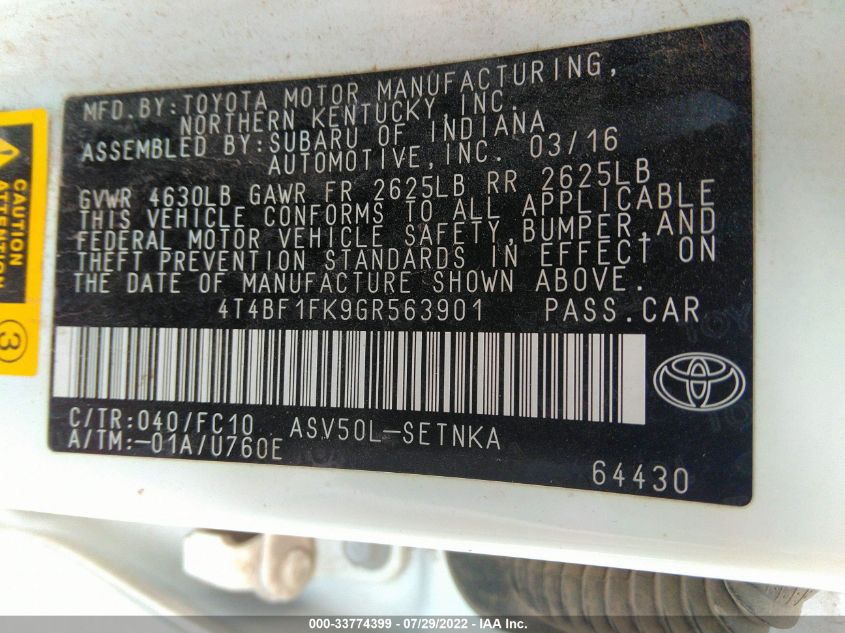 MFD. BY: TOYOTA MOTOR MANUFACTURING,
NORTHERN KENTUCKY, INC.
ASSEMBLED BY: SUBARU OF INDIANA
AUTOMOTIVE, INC. 03/16
GVWR 4630LB GAWR FR 2625LB RR 2625LB
THIS VEHICLE CONFORMS TO ALL APPLICABLE
FEDERAL MOTOR VEHICLE SAFETY, BUMPER, AND
THEFT PREVENTION STANDARDS IN EFFECT ON
THE DATE OF MANUFACTURE SHOWN ABOVE.
4T4BF1FK9GR563901 PASS. CAR
C/TR: 040/FC10 ASV50L-SETNKA
A/TM: -01A/U760E
64430
CAUTION
ATTENTION
3
000-33774399 - 07/29/2022 - IAA Inc.